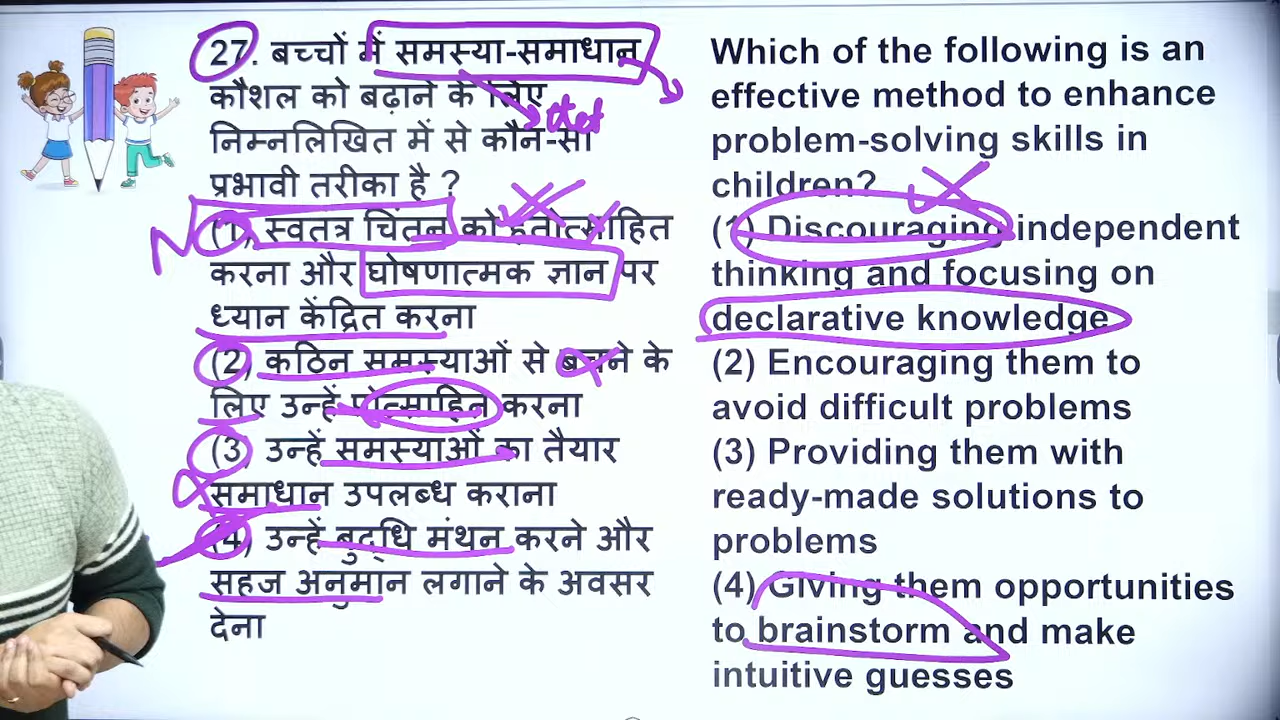 27. बच्चों में समस्या-समाधान
कौशल को बढ़ाने के लिए
निम्नलिखित में से कौन-सा
प्रभावी तरीका है ?
(1) स्वतंत्र चिंतन को हतोत्साहित
करना और घोषणात्मक ज्ञान पर
ध्यान केंद्रित करना
(2) कठिन समस्याओं से बचने के
लिए उन्हें प्रोत्साहित करना
(3) उन्हें समस्याओं का तैयार
समाधान उपलब्ध कराना
(4) उन्हें बुद्धि मंथन करने और
सहज अनुमान लगाने के अवसर
देना
Which of the following is an
effective method to enhance
problem-solving skills in
children?
(1) Discouraging independent
thinking and focusing on
declarative knowledge
(2) Encouraging them to
avoid difficult problems
(3) Providing them with
ready-made solutions to
problems
(4) Giving them opportunities
to brainstorm and make
intuitive guesses